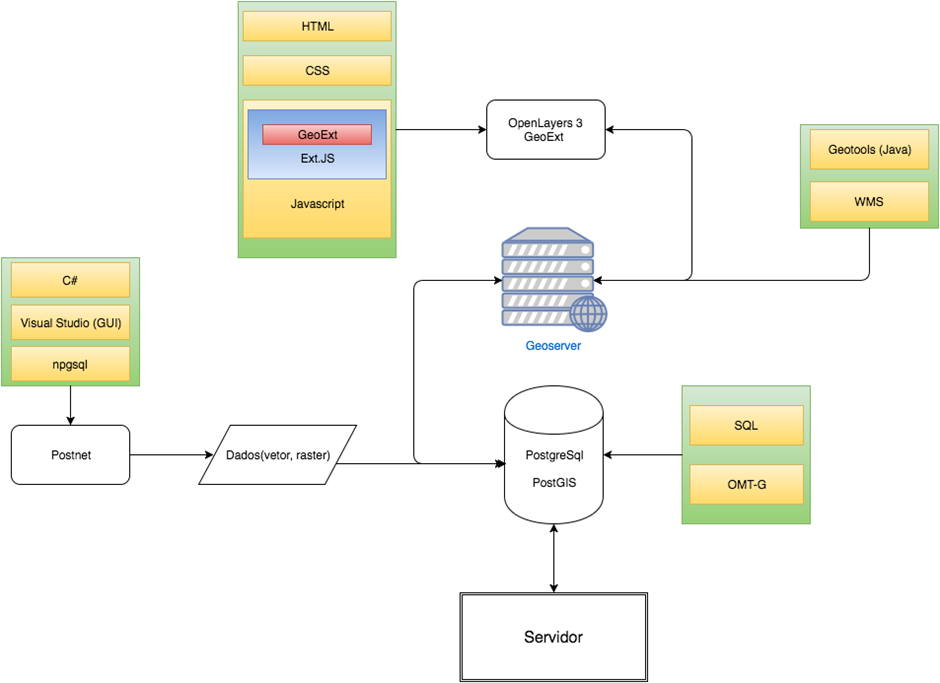 HTML
CSS
GeoExt
Ext.JS
Javascript
OpenLayers 3
GeoExt
Geotools (Java)
WMS
Geoserver
C#
Visual Studio (GUI)
npgsql
Postnet
Dados(vetor, raster)
PostgreSql
PostGIS
SQL
OMT-G
Servidor